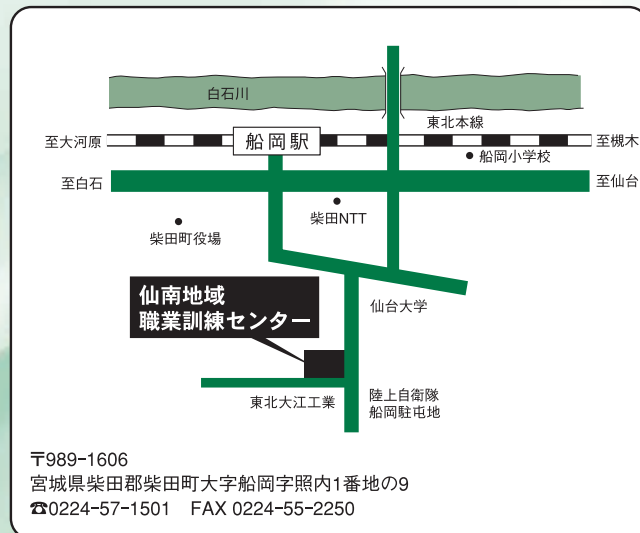 白石川
東北本線
至大河原
船岡駅
至槻木
船岡小学校
至白石
至仙台
柴田NTT
柴田町役場
仙南地域
職業訓練センター
仙台大学
東北大江工業
陸上自衛隊
船岡駐屯地
〒989-1606
宮城県柴田郡柴田町大字船岡字照内1番地の9
☎0224-57-1501　FAX 0224-55-2250